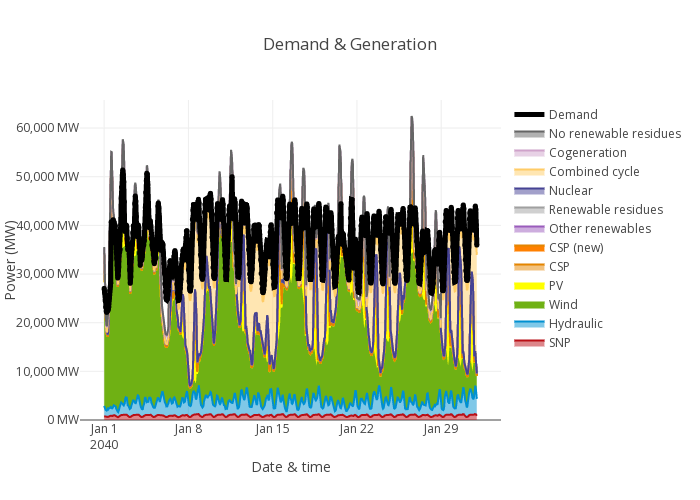 Demand & Generation
Power (MW)
60,000 MW
50,000 MW
40,000 MW
30,000 MW
20,000 MW
10,000 MW
0 MW
Jan 1
2040
Jan 8
Jan 15
Jan 22
Jan 29
Date & time
Demand
No renewable residues
Cogeneration
Combined cycle
Nuclear
Renewable residues
Other renewables
CSP (new)
CSP
PV
Wind
Hydraulic
SNP